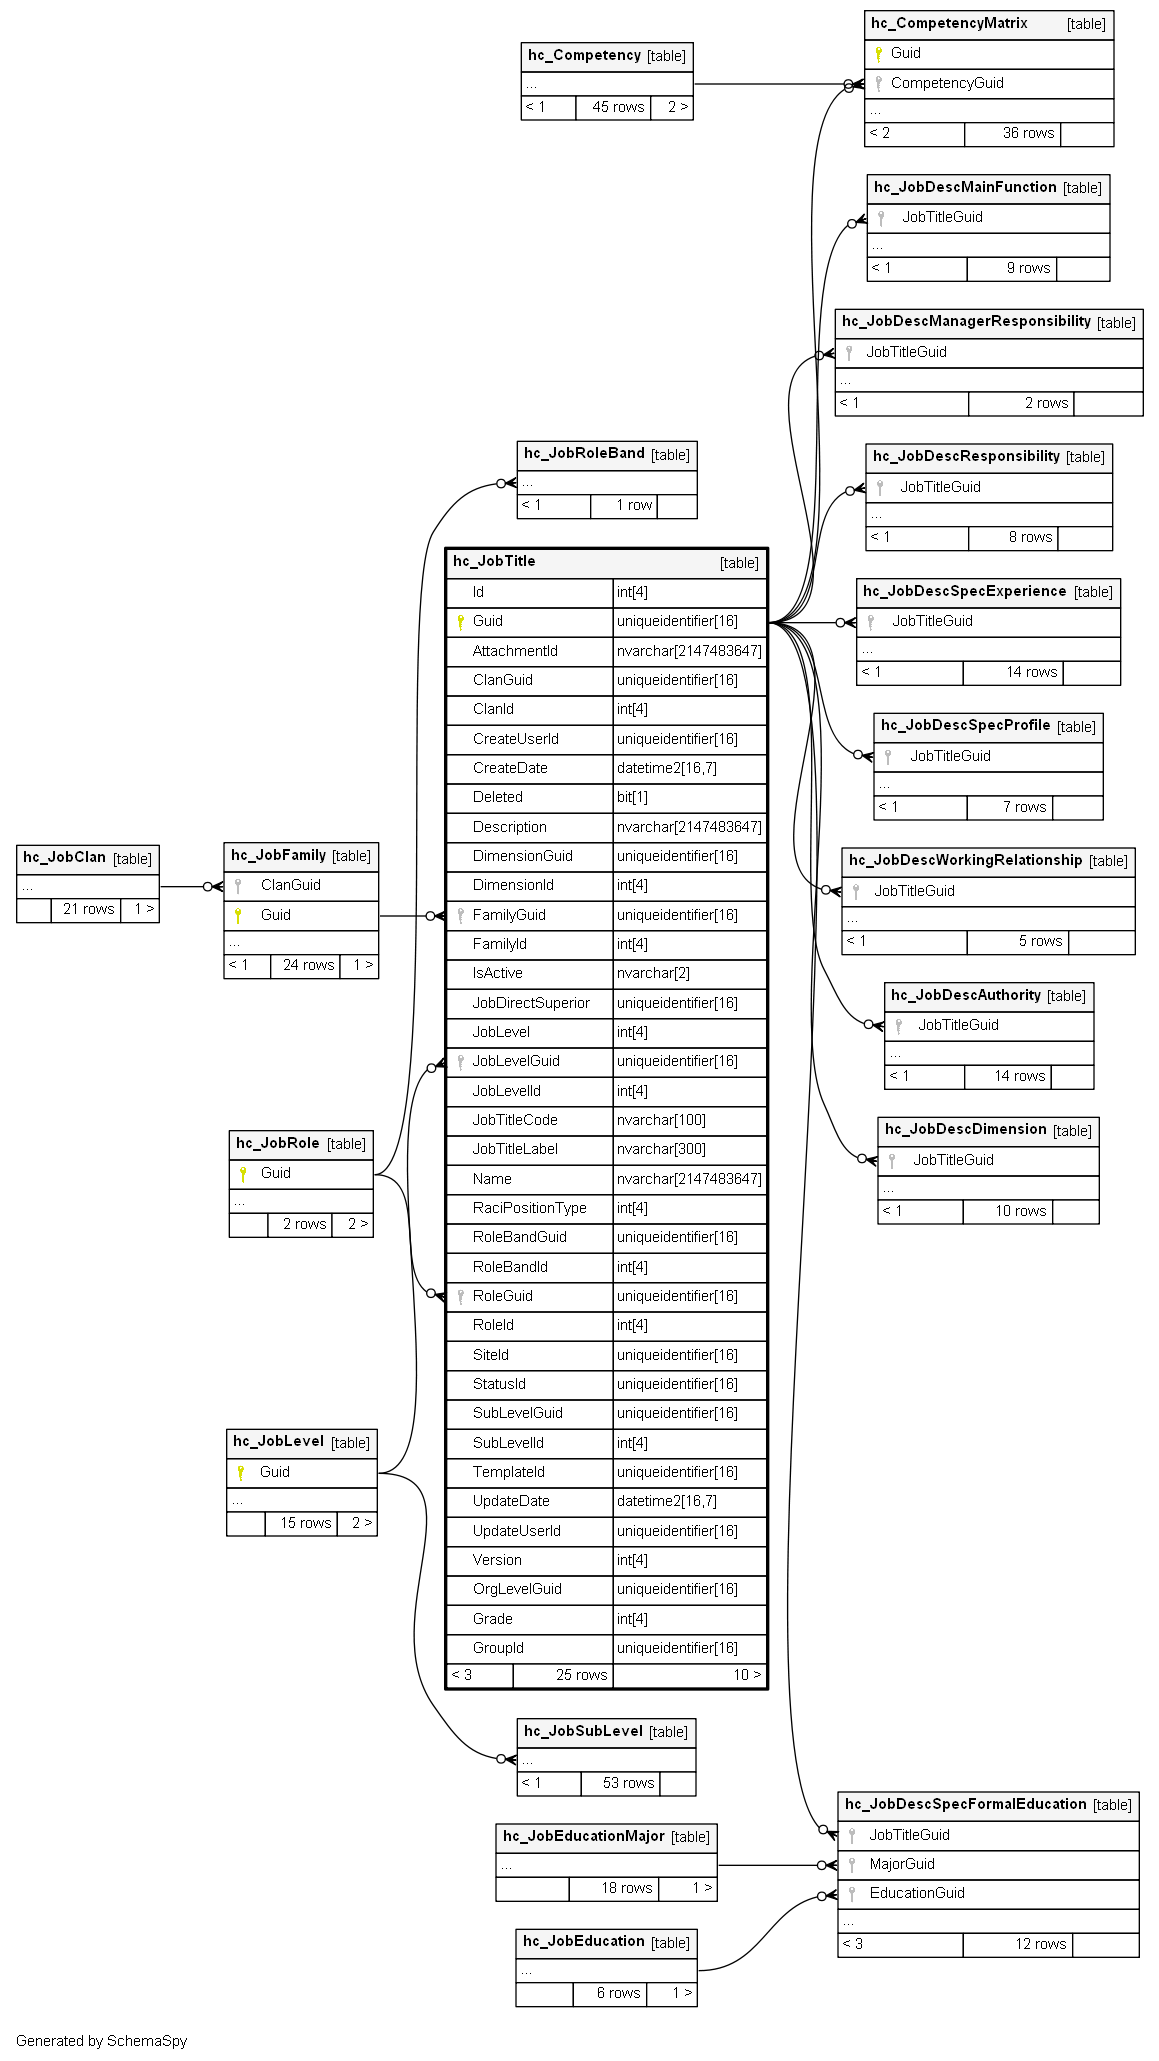 hc_CompetencyMatrix [table]
Guid
CompetencyGuid
...
< 2 36 rows
hc_Competency [table]
...
< 1 45 rows 2 >
hc_JobDescMainFunction [table]
JobTitleGuid
...
< 1 9 rows
hc_JobDescManagerResponsibility [table]
JobTitleGuid
...
< 1 2 rows
hc_JobRoleBand [table]
...
< 1 1 row
hc_JobDescResponsibility [table]
JobTitleGuid
...
< 1 8 rows
hc_JobTitle [table]
Id int[4]
Guid uniqueidentifier[16]
AttachmentId nvarchar[2147483647]
ClanGuid uniqueidentifier[16]
ClanId int[4]
CreateUserId uniqueidentifier[16]
CreateDate datetime2[16,7]
Deleted bit[1]
Description nvarchar[2147483647]
DimensionGuid uniqueidentifier[16]
DimensionId int[4]
FamilyGuid uniqueidentifier[16]
FamilyId int[4]
IsActive nvarchar[2]
JobDirectSuperior uniqueidentifier[16]
JobLevel int[4]
JobLevelGuid uniqueidentifier[16]
JobLevelId int[4]
JobTitleCode nvarchar[100]
JobTitleLabel nvarchar[300]
Name nvarchar[2147483647]
RaciPositionType int[4]
RoleBandGuid uniqueidentifier[16]
RoleBandId int[4]
RoleGuid uniqueidentifier[16]
RoleId int[4]
SiteId uniqueidentifier[16]
StatusId uniqueidentifier[16]
SubLevelGuid uniqueidentifier[16]
SubLevelId int[4]
TemplateId uniqueidentifier[16]
UpdateDate datetime2[16,7]
UpdateUserId uniqueidentifier[16]
Version int[4]
OrgLevelGuid uniqueidentifier[16]
Grade int[4]
GroupId uniqueidentifier[16]
< 3 25 rows 10 >
hc_JobDescSpecExperience [table]
JobTitleGuid
...
< 1 14 rows
hc_JobDescSpecProfile [table]
JobTitleGuid
...
< 1 7 rows
hc_JobClan [table]
...
21 rows 1 >
hc_JobFamily [table]
ClanGuid
Guid
...
< 1 24 rows 1 >
hc_JobDescWorkingRelationship [table]
JobTitleGuid
...
< 1 5 rows
hc_JobDescAuthority [table]
JobTitleGuid
...
< 1 14 rows
hc_JobRole [table]
Guid
...
2 rows 2 >
hc_JobDescDimension [table]
JobTitleGuid
...
< 1 10 rows
hc_JobLevel [table]
Guid
...
15 rows 2 >
hc_JobSubLevel [table]
...
< 1 53 rows
hc_JobDescSpecFormalEducation [table]
JobTitleGuid
MajorGuid
EducationGuid
...
< 3 12 rows
hc_JobEducationMajor [table]
...
18 rows 1 >
hc_JobEducation [table]
...
6 rows 1 >
Generated by SchemaSpy